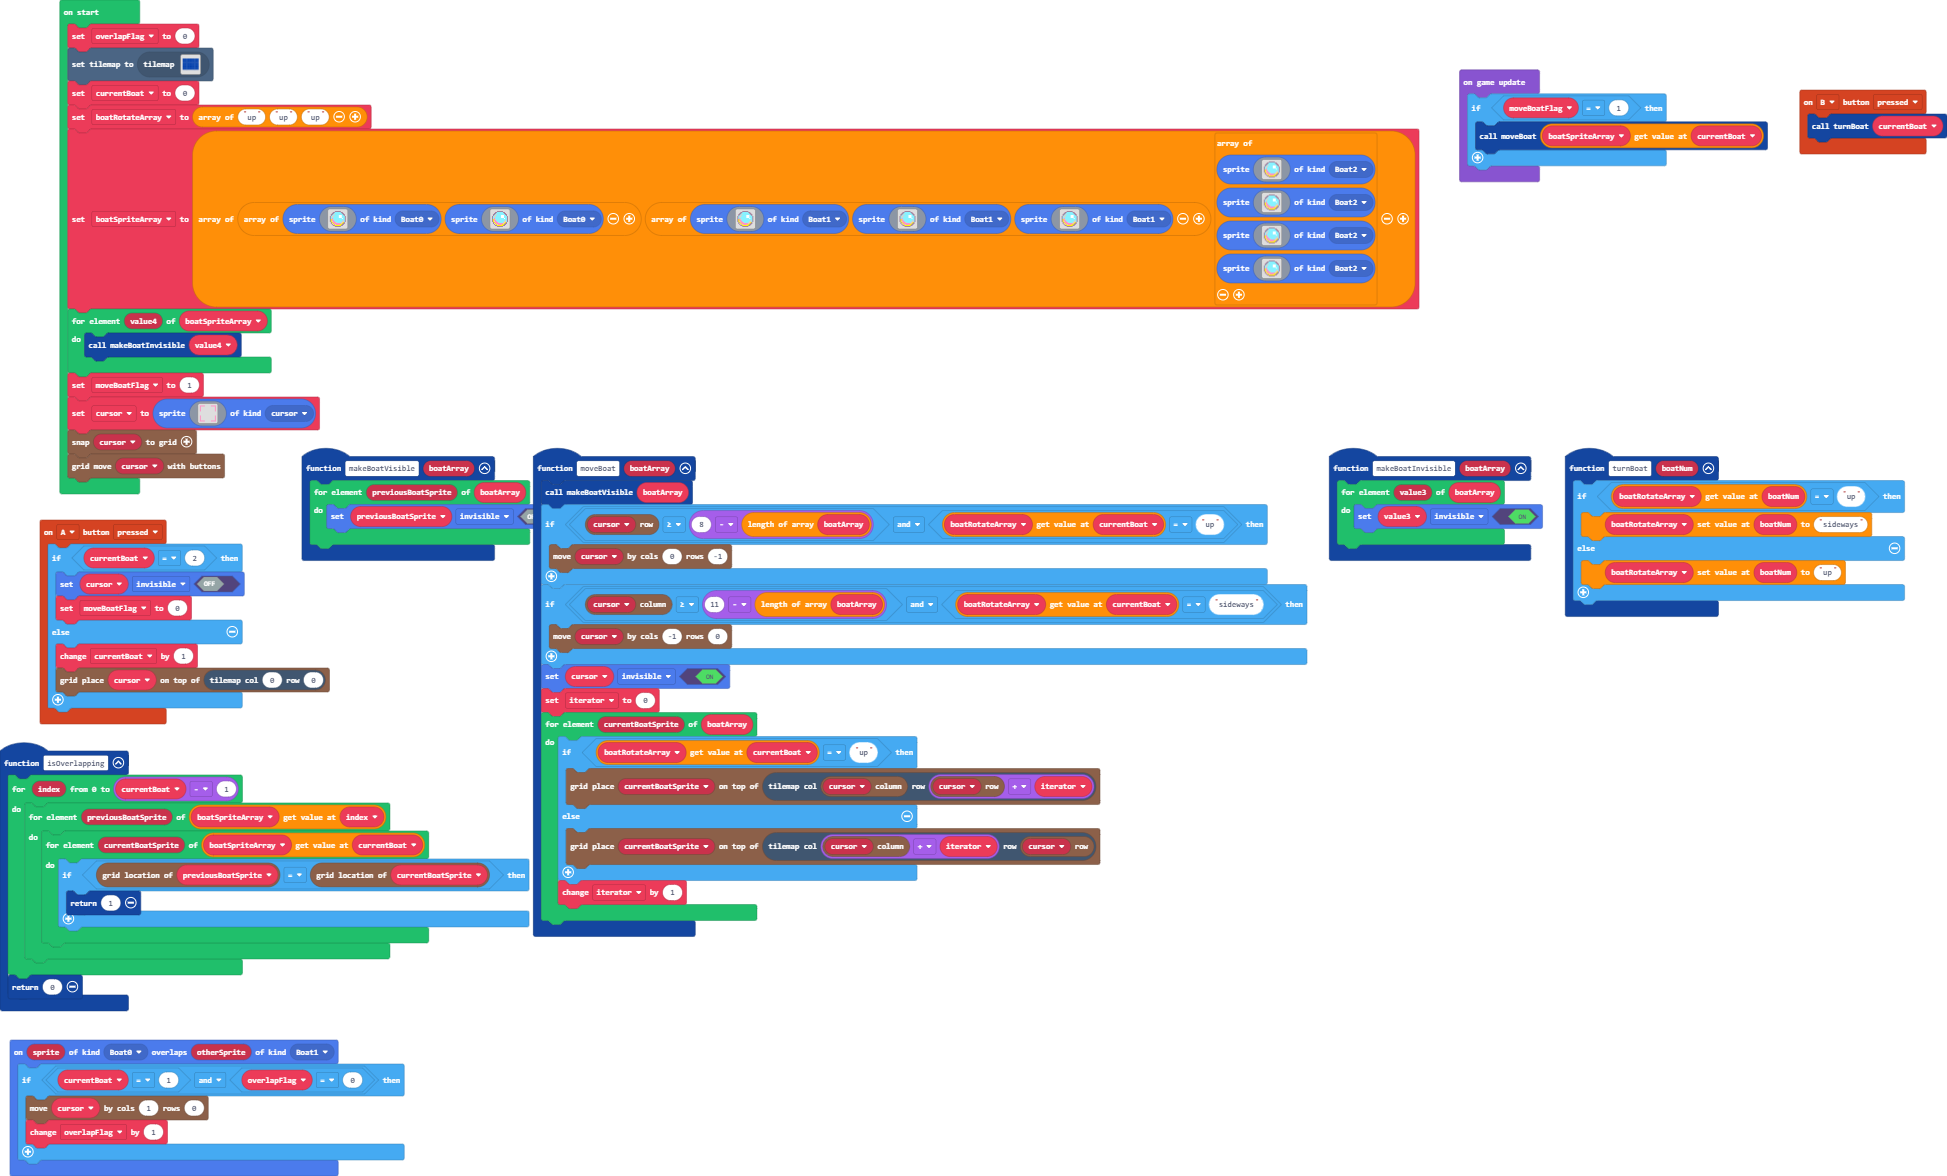 on start
set overlapFlag to 0
set tilemap to tilemap
set currentBoat to 0
set boatRotateArray to array of "up" "up" "up"
set boatSpriteArray to array of array of sprite of kind Boat0 sprite of kind Boat0 array of sprite of kind Boat1 sprite of kind Boat1 sprite of kind Boat1
array of
sprite of kind Boat2
sprite of kind Boat2
sprite of kind Boat2
sprite of kind Boat2
for element value4 of boatSpriteArray
do
call makeBoatInvisible value4
set moveBoatFlag to 1
set cursor to sprite of kind cursor
snap cursor to grid
grid move cursor with buttons
on game update
if moveBoatFlag = 1 then
call moveBoat boatSpriteArray get value at currentBoat
on B button pressed
call turnBoat currentBoat
on A button pressed
if currentBoat = 2 then
set cursor invisible OFF
set moveBoatFlag to 0
else
change currentBoat by 1
grid place cursor on top of tilemap col 0 row 0
function makeBoatVisible boatArray
for element previousBoatSprite of boatArray
do
set previousBoatSprite invisible
function moveBoat boatArray
call makeBoatVisible boatArray
if cursor row ≥ 8 - length of array boatArray and boatRotateArray get value at currentBoat = "up" then
move cursor by cols 0 rows -1
if cursor column ≥ 11 - length of array boatArray and boatRotateArray get value at currentBoat = "sideways" then
move cursor by cols -1 rows 0
set cursor invisible ON
set iterator to 0
for element currentBoatSprite of boatArray
do
if boatRotateArray get value at currentBoat = "up" then
grid place currentBoatSprite on top of tilemap col cursor column row cursor row + iterator
else
grid place currentBoatSprite on top of tilemap col cursor column + iterator row cursor row
change iterator by 1
function makeBoatInvisible boatArray
for element value3 of boatArray
do
set value3 invisible ON
function turnBoat boatNum
if boatRotateArray get value at boatNum = "up" then
boatRotateArray set value at boatNum to "sideways"
else
boatRotateArray set value at boatNum to "up"
function isOverlapping
for index from 0 to currentBoat - 1
do
for element previousBoatSprite of boatSpriteArray get value at index
do
for element currentBoatSprite of boatSpriteArray get value at currentBoat
do
if grid location of previousBoatSprite = grid location of currentBoatSprite then
return 1
return 0
on sprite of kind Boat0 overlaps otherSprite of kind Boat1
if currentBoat = 1 and overlapFlag = 0 then
move cursor by cols 1 rows 0
change overlapFlag by 1